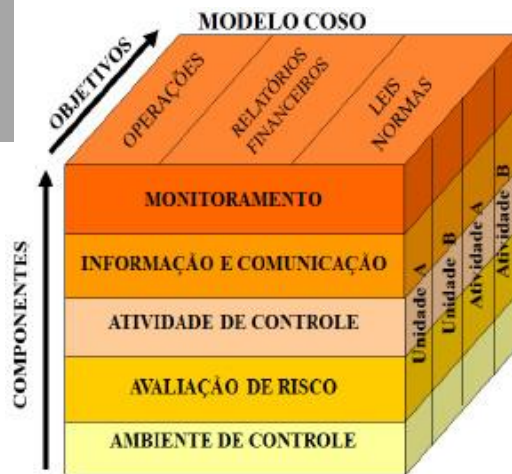 MODELO COSO
OBJETIVOS
OPERAÇÕES
RELATÓRIOS
FINANCEIROS
LEIS
NORMAS
COMPONENTES
MONITORAMENTO
INFORMAÇÃO E COMUNICAÇÃO
ATIVIDADE DE CONTROLE
AVALIAÇÃO DE RISCO
AMBIENTE DE CONTROLE
Unidade A
Unidade B
Atividade A
Atividade B